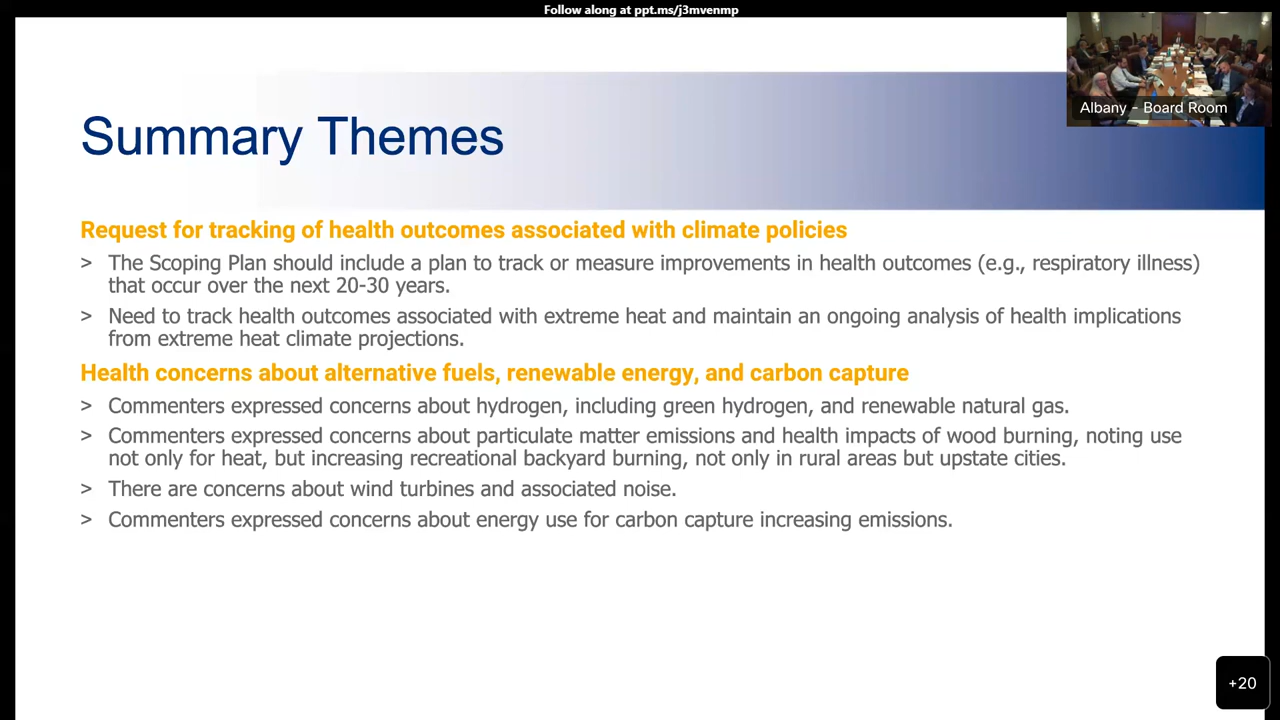 Follow along at ppt.ms/j3mvenmp
Albany - Board Room
Summary Themes
Request for tracking of health outcomes associated with climate policies
> The Scoping Plan should include a plan to track or measure improvements in health outcomes (e.g., respiratory illness)
that occur over the next 20-30 years.
> Need to track health outcomes associated with extreme heat and maintain an ongoing analysis of health implications
from extreme heat climate projections.
Health concerns about alternative fuels, renewable energy, and carbon capture
> Commenters expressed concerns about hydrogen, including green hydrogen, and renewable natural gas.
> Commenters expressed concerns about particulate matter emissions and health impacts of wood burning, noting use
not only for heat, but increasing recreational backyard burning, not only in rural areas but upstate cities.
> There are concerns about wind turbines and associated noise.
> Commenters expressed concerns about energy use for carbon capture increasing emissions.
+20